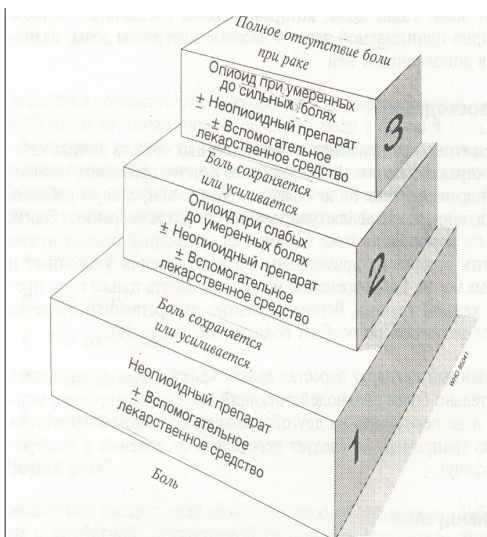 Полное отсутствие боли
при раке
Опиоид при умеренных
до сильных болях
± Неопиоидный препарат
± Вспомогательное
лекарственное средство
3
Боль сохраняется
или усиливается
Опиоид при слабых
до умеренных болях
± Неопиоидный препарат
± Вспомогательное
лекарственное средство
2
Боль сохраняется
или усиливается
Неопиоидный препарат
± Вспомогательное
лекарственное средство
1
Боль